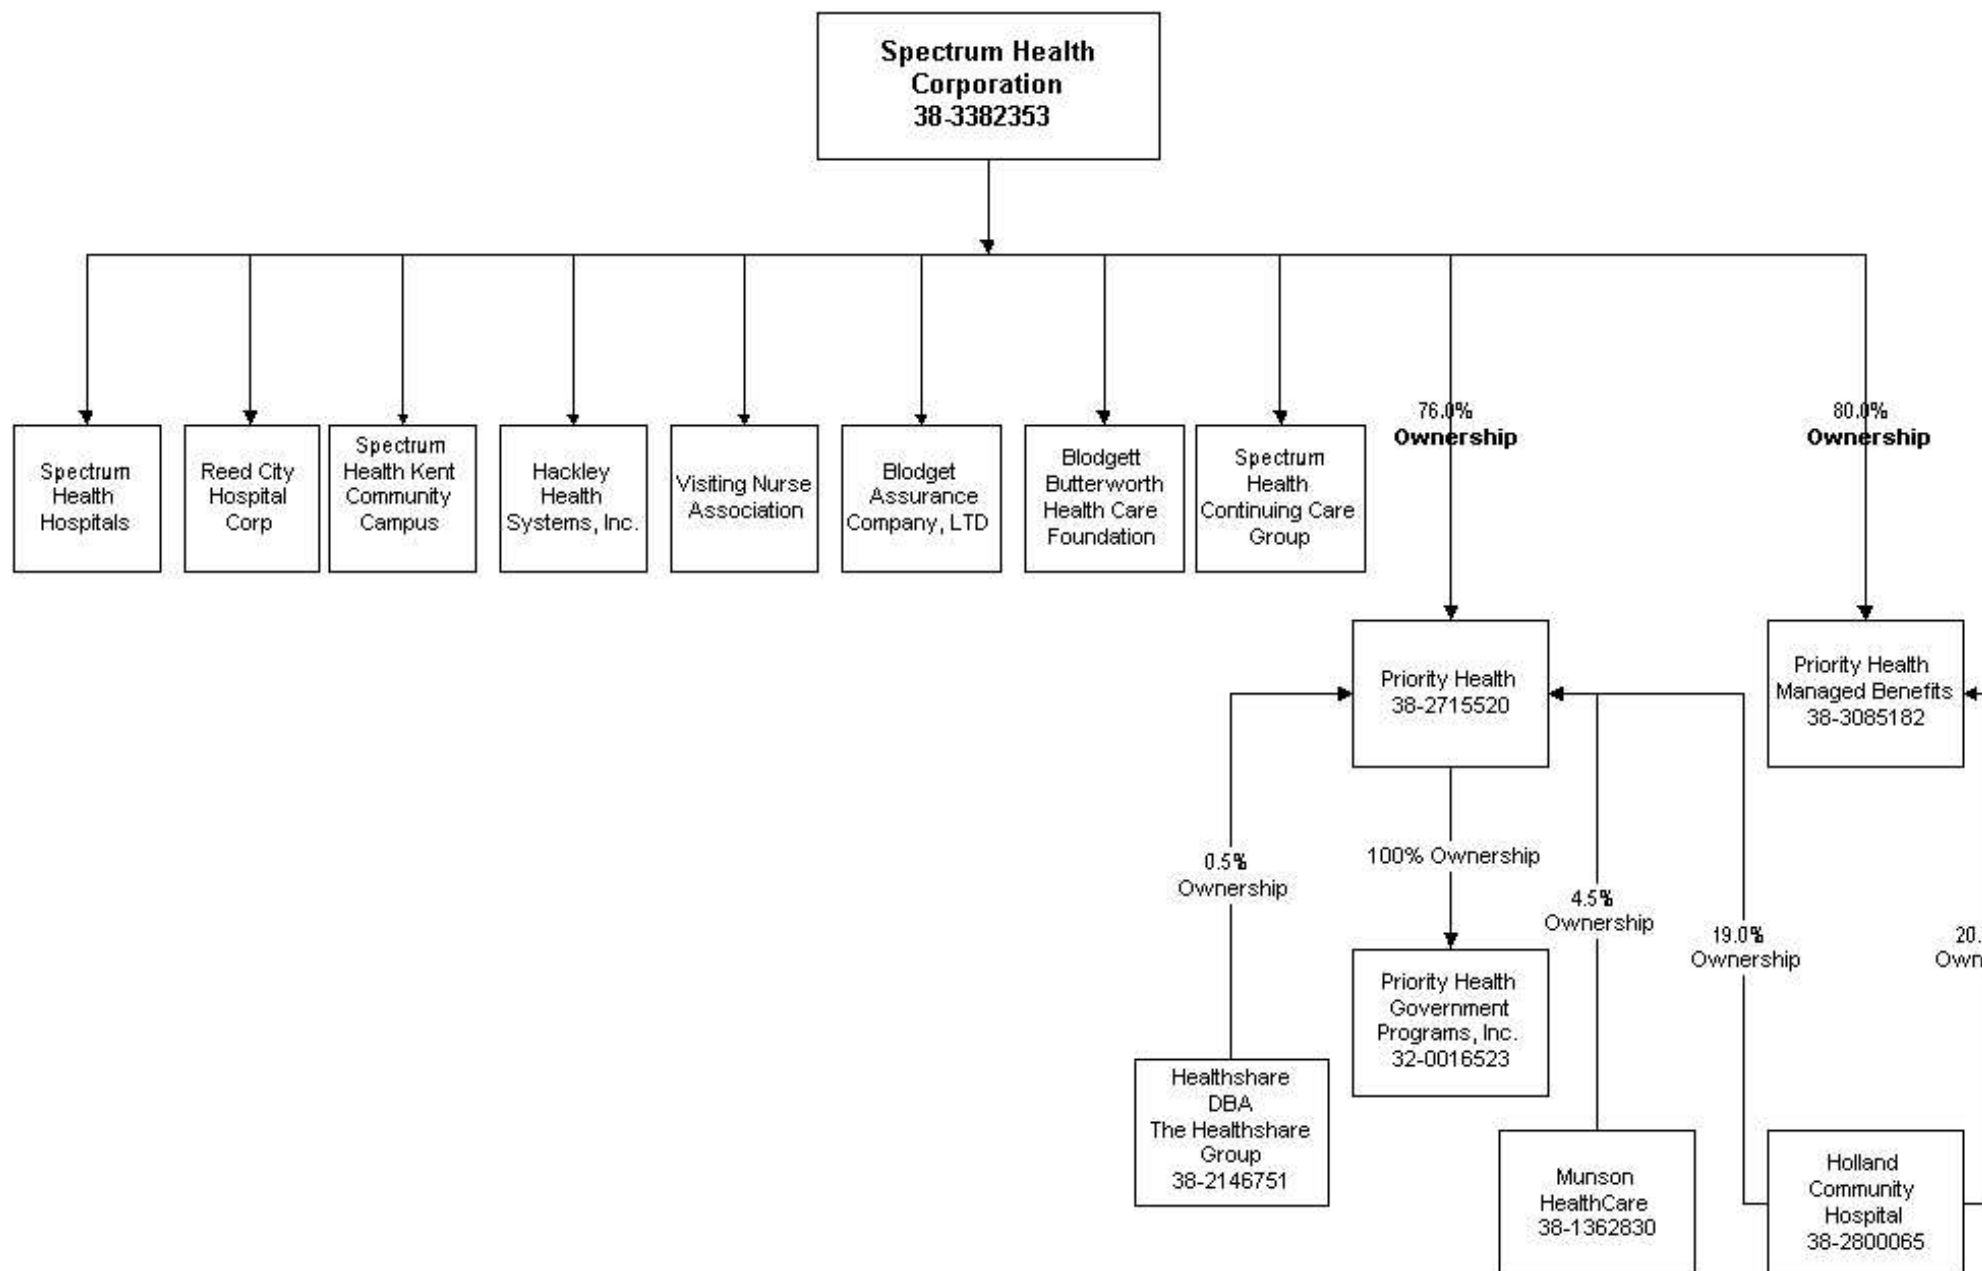 Spectrum Health
Corporation
38-3382353
Spectrum
Health
Hospitals
Reed City
Hospital
Corp
Spectrum
Health Kent
Community
Campus
Hackley
Health
Systems, Inc.
Visiting Nurse
Association
Blodget
Assurance
Company, LTD
Blodgett
Butterworth
Health Care
Foundation
Spectrum
Health
Continuing Care
Group
76.0%
Ownership
80.0%
Ownership
Priority Health
38-2715520
Priority Health
Managed Benefits
38-3085182
0.5%
Ownership
100% Ownership
4.5%
Ownership
19.0%
Ownership
20.
Own
Priority Health
Government
Programs, Inc.
32-0016523
Healthshare
DBA
The Healthshare
Group
38-2146751
Munson
HealthCare
38-1362830
Holland
Community
Hospital
38-2800065